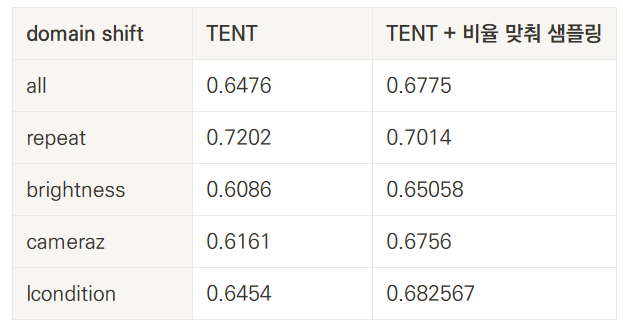 domain shift TENT TENT + 비율 맞춰 샘플링
all 0.6476 0.6775
repeat 0.7202 0.7014
brightness 0.6086 0.65058
cameraz 0.6161 0.6756
lcondition 0.6454 0.682567